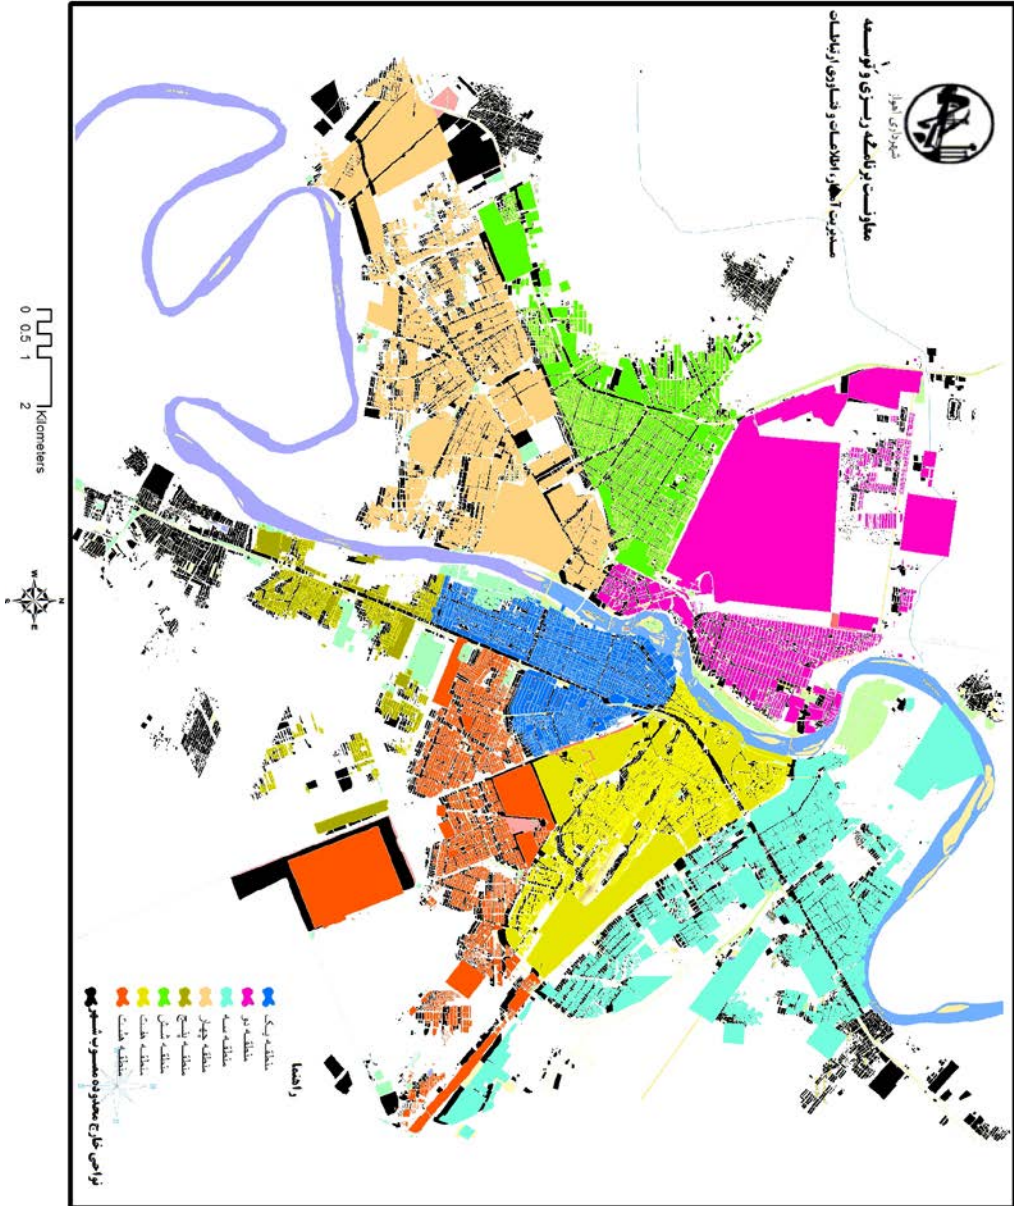 شهرداری اهواز
معاونت برنامه ریزی و توسعه
مدیریت آمار، اطلاعات و فناوری ارتباطات
راهنما
منطقه یک
منطقه دو
منطقه سه
منطقه چهار
منطقه پنج
منطقه شش
منطقه هفت
منطقه هشت
نواحی خارج محدوده مصوب شهر
0 0.5 1 2
Kilometers
N
W
E
S